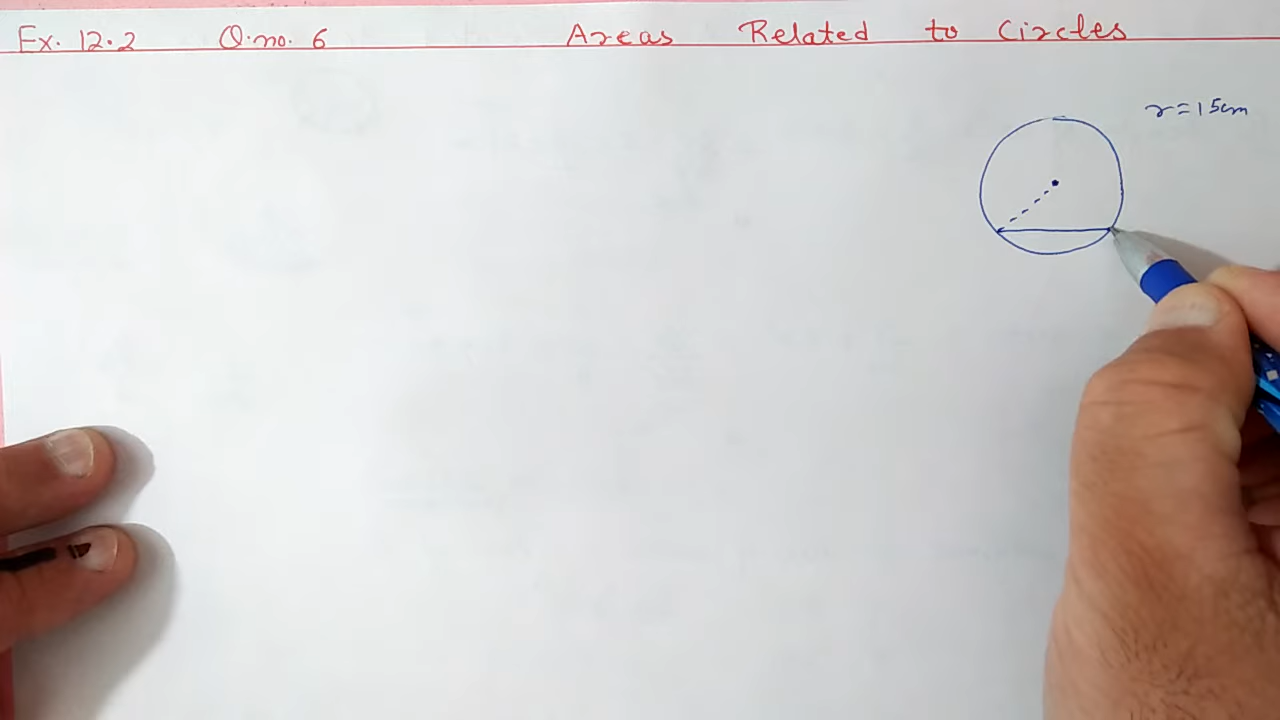 Ex. 12.2 Q.no. 6 Areas Related to Circles
r=15cm